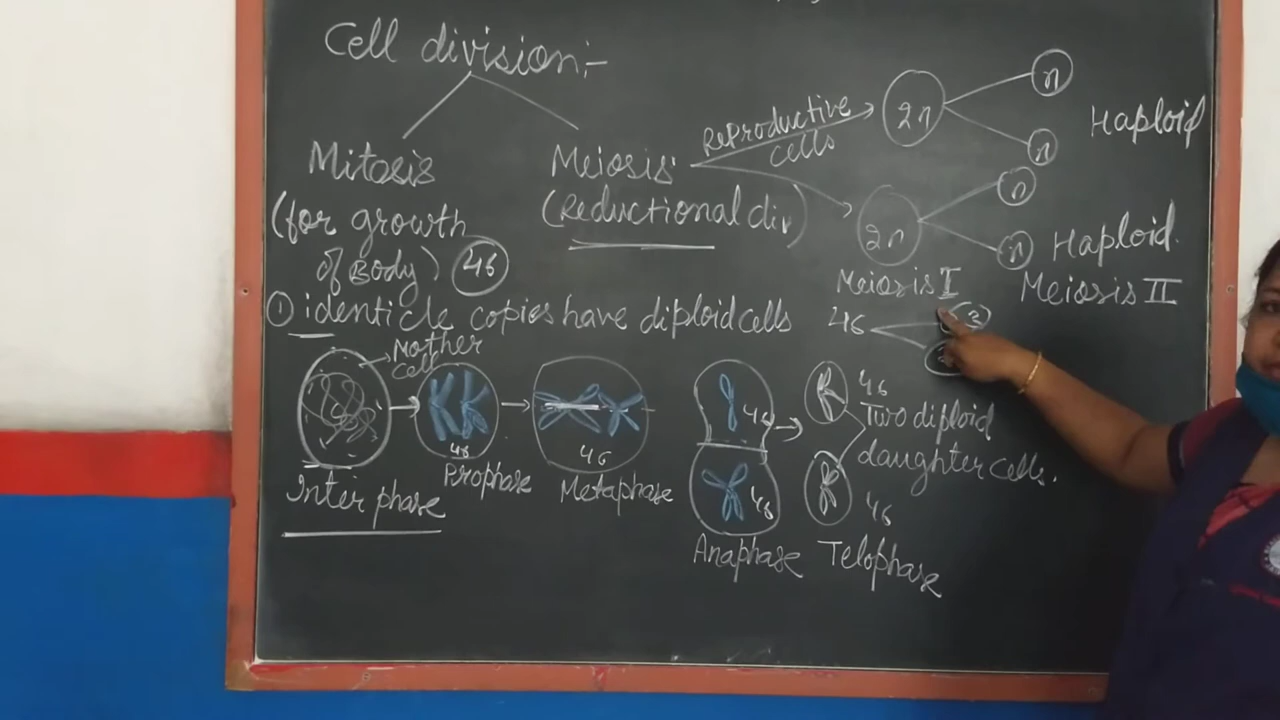 Cell division:-
Mitosis
(for growth
of Body) 46
Meiosis
(Reductional div)
Reproductive
cells
2n
n
n
Haploid
2n
n
n
Haploid.
Meiosis I
Meiosis II
46
① identicle copies have diploid cells
Mother
cell
Inter phase
46
Prophase
46
Metaphase
46
46
Anaphase
46
Two diploid
daughter cells.
46
Telophase